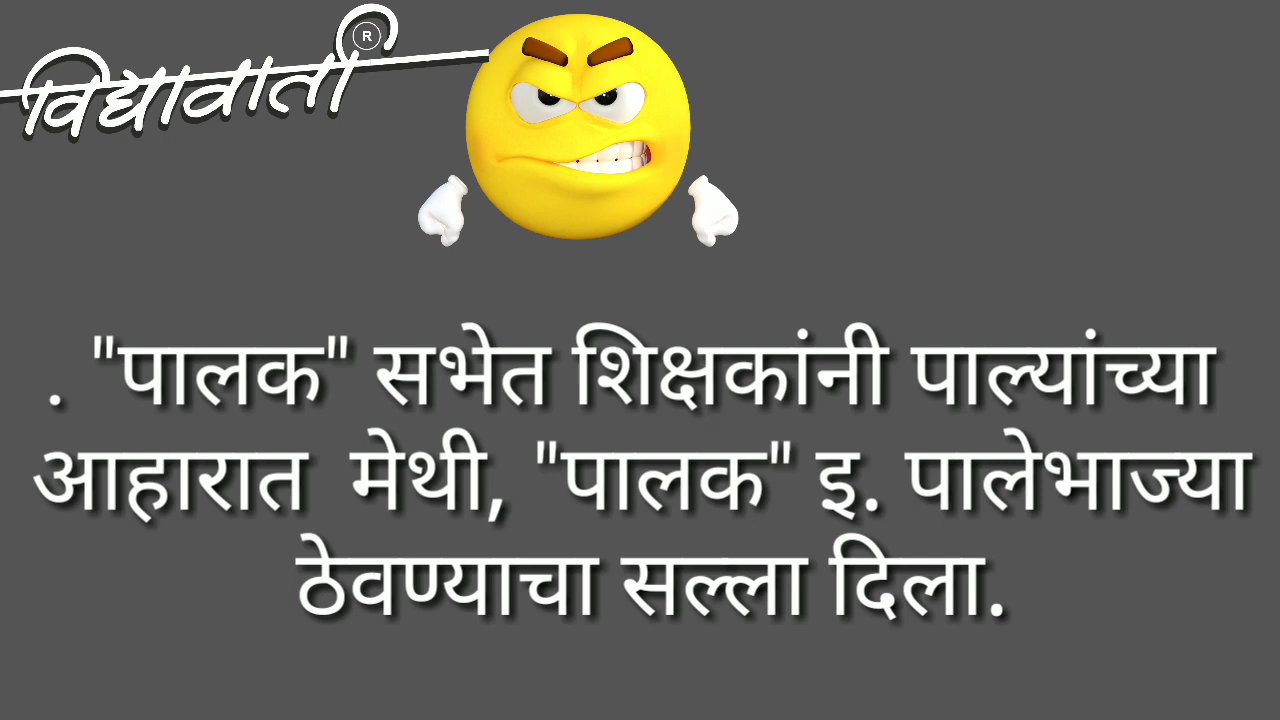 विद्यावार्ता ®
. "पालक" सभेत शिक्षकांनी पाल्यांच्या
आहारात मेथी, "पालक" इ. पालेभाज्या
ठेवण्याचा सल्ला दिला.